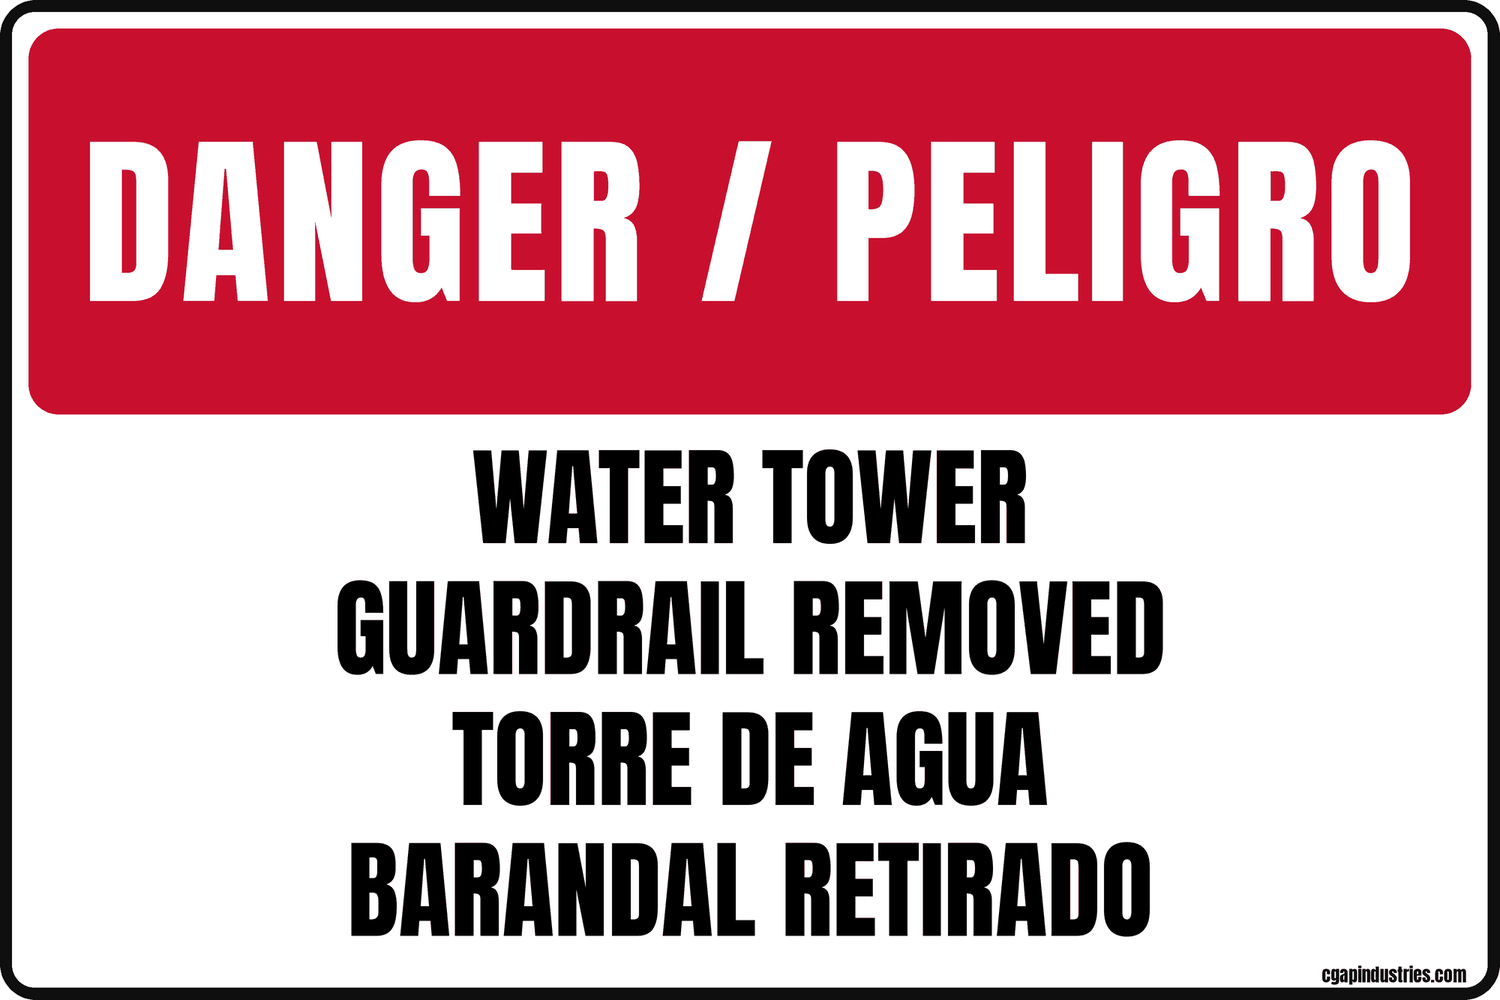 DANGER / PELIGRO
WATER TOWER
GUARDRAIL REMOVED
TORRE DE AGUA
BARANDAL RETIRADO
cgapindustries.com